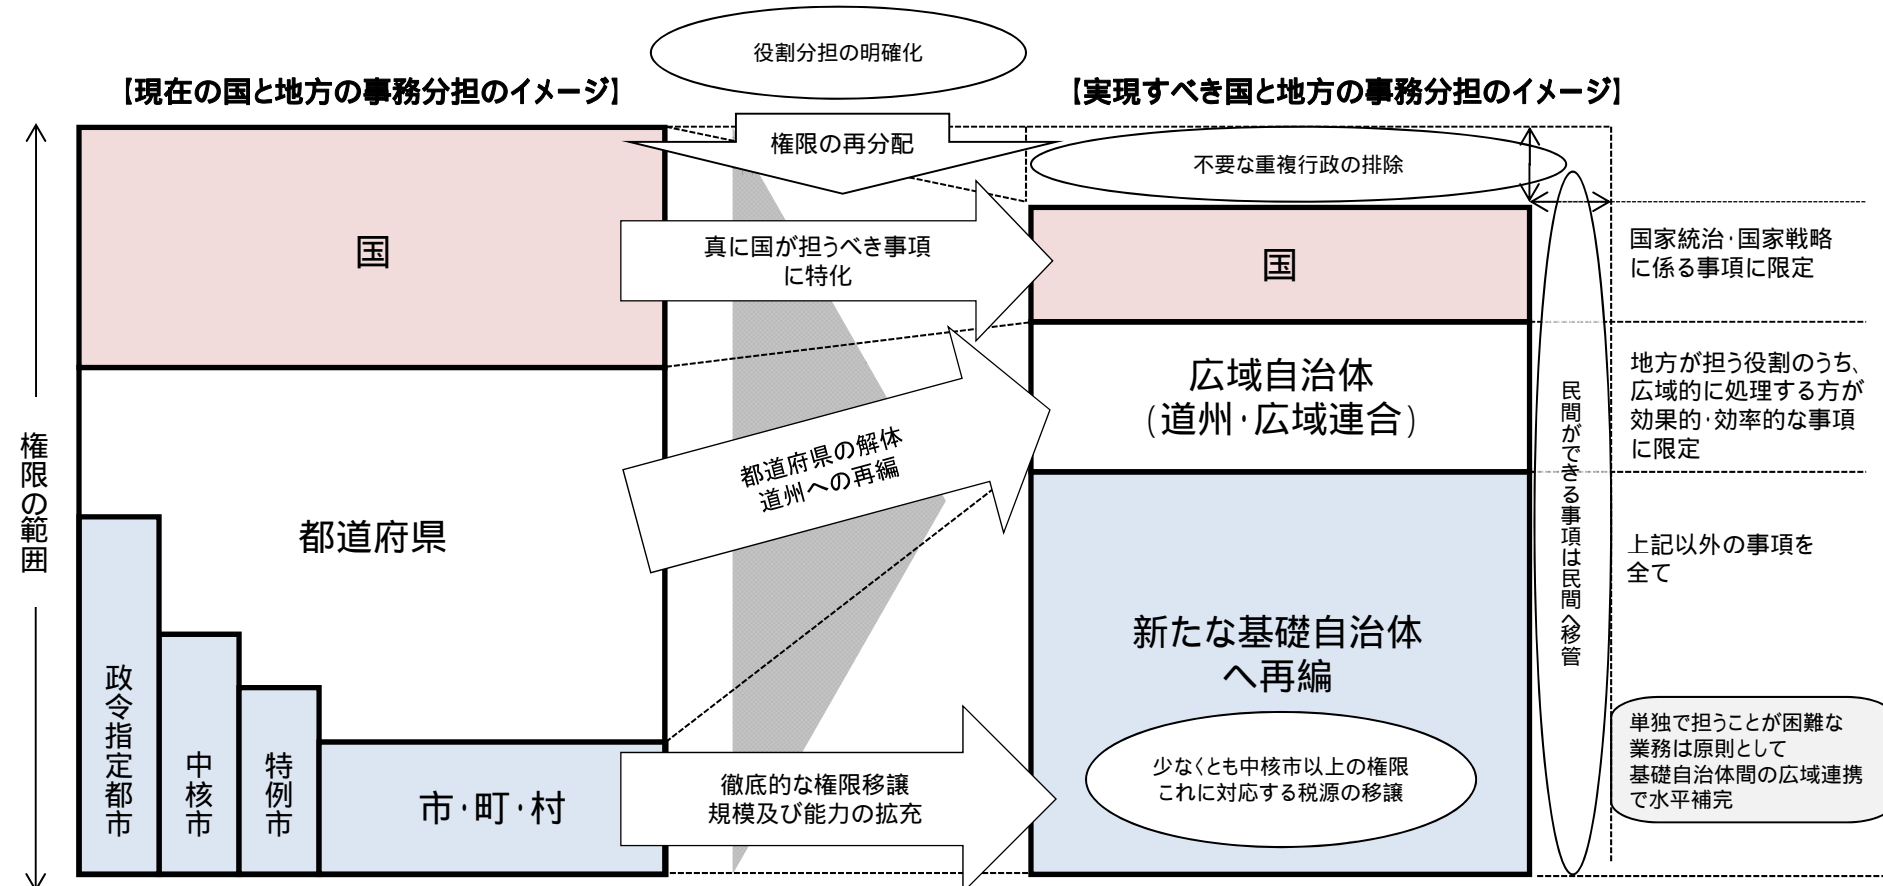 役割分担の明確化
【現在の国と地方の事務分担のイメージ】
【実現すべき国と地方の事務分担のイメージ】
権限の再分配
不要な重複行政の排除
権限の範囲
国
真に国が担うべき事項
に特化
国
国家統治・国家戦略
に係る事項に限定
都道府県
都道府県の解体
道州への再編
広域自治体
（道州・広域連合）
地方が担う役割のうち、
広域的に処理する方が
効果的・効率的な事項
に限定
民間ができる事項は民間へ移管
上記以外の事項を
全て
政令指定都市
中核市
特例市
市・町・村
徹底的な権限移譲
規模及び能力の拡充
新たな基礎自治体
へ再編
少なくとも中核市以上の権限
これに対応する税源の移譲
単独で担うことが困難な
業務は原則として
基礎自治体間の広域連携
で水平補完